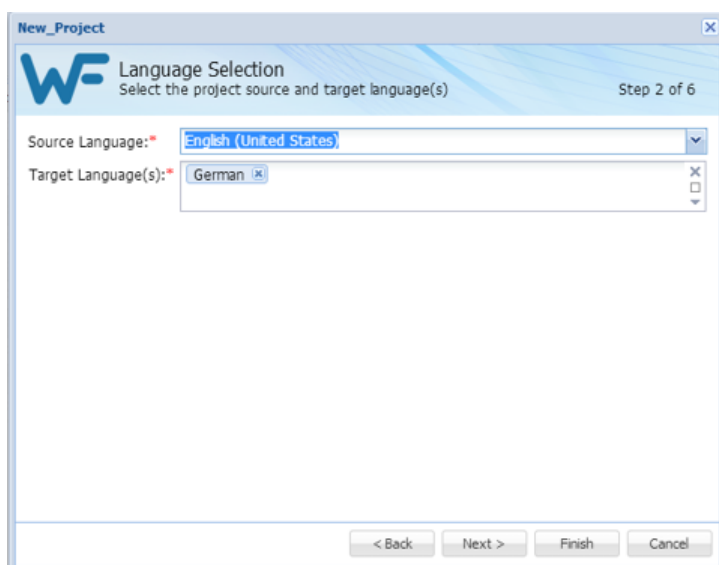 New_Project
WF
Language Selection
Select the project source and target language(s)
Step 2 of 6
Source Language:* English (United States)
Target Language(s):* German
< Back Next > Finish Cancel